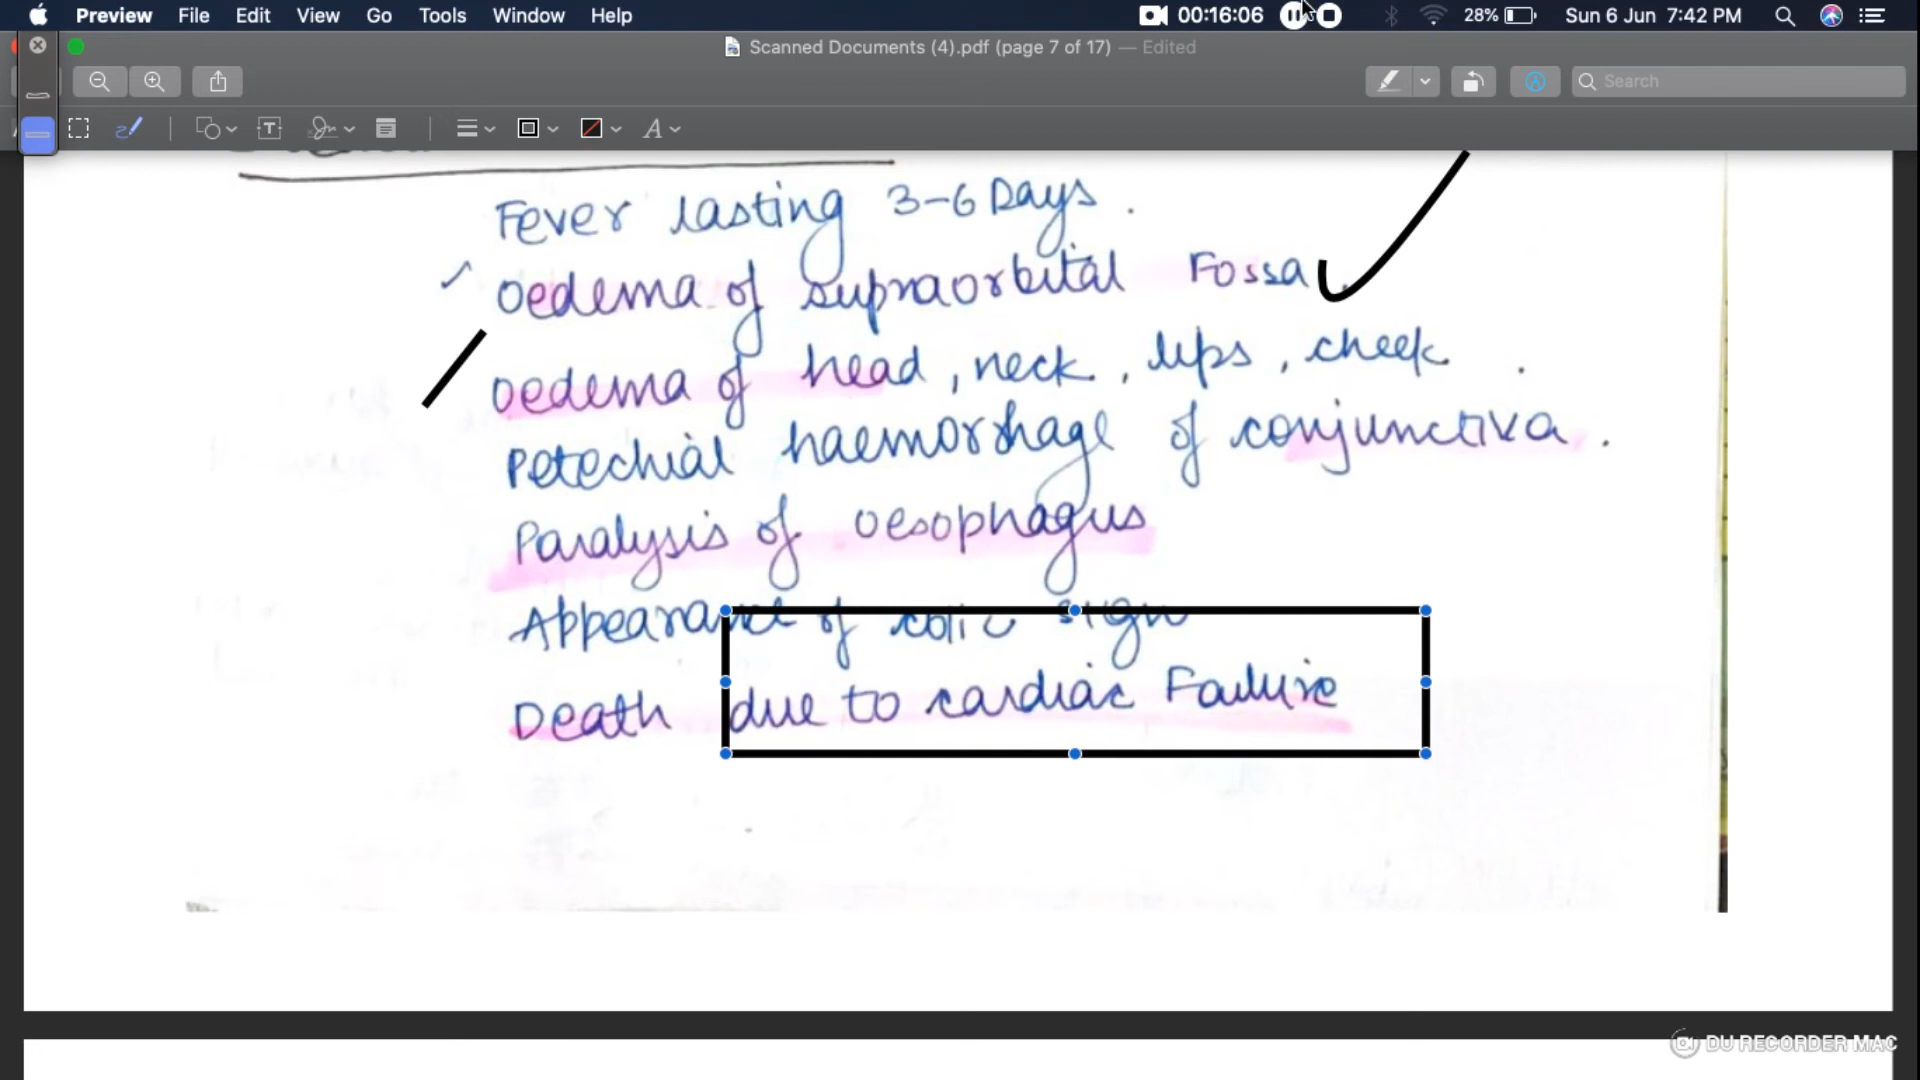 Preview File Edit View Go Tools Window Help 00:16:06 28% Sun 6 Jun 7:42 PM
Scanned Documents (4).pdf (page 7 of 17) — Edited
Search
Fever lasting 3-6 Days.
Oedema of supraorbital Fossa.
Oedema of head, neck, lips, cheek.
Petechial haemorrhage of conjunctiva.
Paralysis of oesophagus
Appearance of colic sign
Death due to cardiac Failure
DU RECORDER MAC